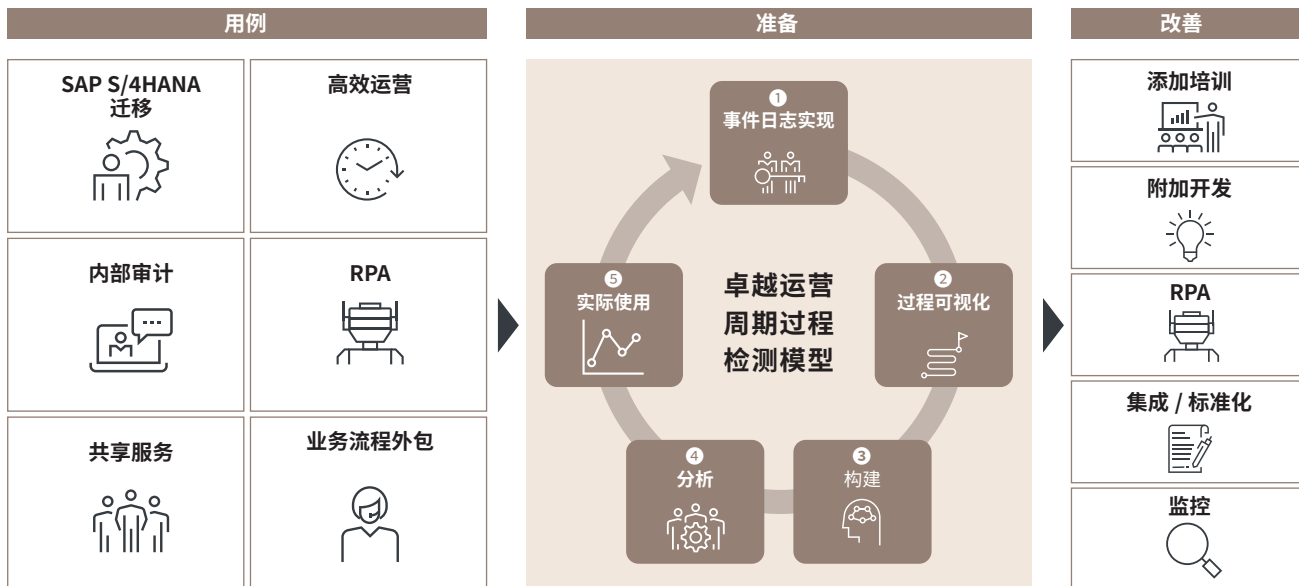 用例
SAP S/4HANA
迁移
高效运营
内部审计
RPA
共享服务
业务流程外包
准备
1
事件日志实现
2
过程可视化
3
构建
4
分析
5
实际使用
卓越运营
周期过程
检测模型
改善
添加培训
附加开发
RPA
集成 / 标准化
监控